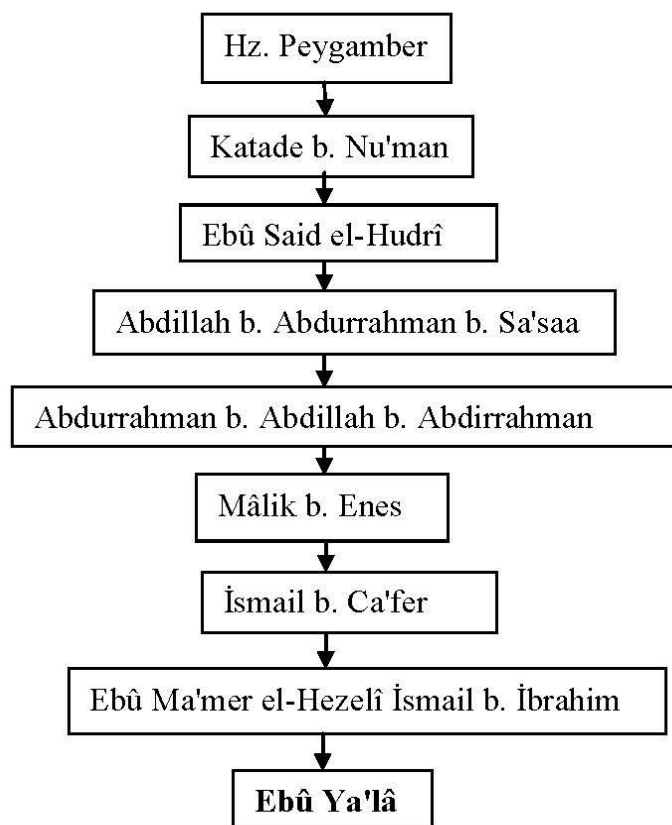 Hz. Peygamber
Katade b. Nu'man
Ebû Said el-Hudrî
Abdillah b. Abdurrahman b. Sa'saa
Abdurrahman b. Abdillah b. Abdirrahman
Mâlik b. Enes
İsmail b. Ca'fer
Ebû Ma'mer el-Hezelî İsmail b. İbrahim
Ebû Ya'lâ